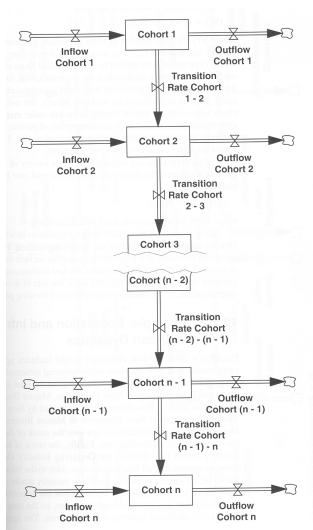 Cohort 1
Inflow
Cohort 1
Outflow
Cohort 1
Transition
Rate Cohort
1 - 2
Cohort 2
Inflow
Cohort 2
Outflow
Cohort 2
Transition
Rate Cohort
2 - 3
Cohort 3
Cohort (n - 2)
Transition
Rate Cohort
(n - 2) - (n - 1)
Cohort n - 1
Inflow
Cohort (n - 1)
Outflow
Cohort (n - 1)
Transition
Rate Cohort
(n - 1) - n
Cohort n
Inflow
Cohort n
Outflow
Cohort n